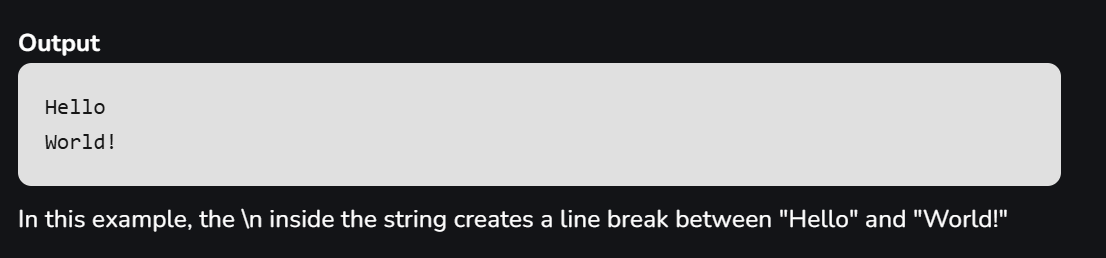 Output
Hello
World!
In this example, the \n inside the string creates a line break between "Hello" and "World!"